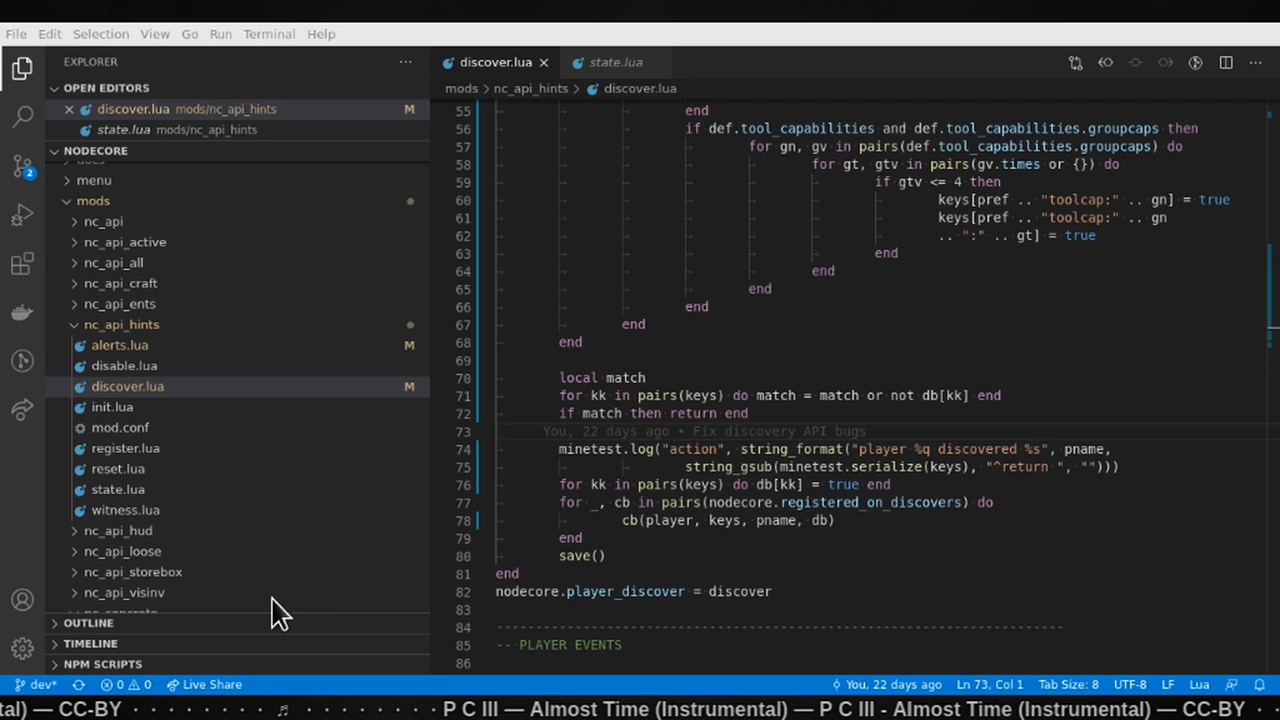 File Edit Selection View Go Run Terminal Help
EXPLORER
OPEN EDITORS
discover.lua mods/nc_api_hints M
state.lua mods/nc_api_hints
NODECORE
menu
mods
nc_api
nc_api_active
nc_api_all
nc_api_craft
nc_api_ents
nc_api_hints
alerts.lua M
disable.lua
discover.lua M
init.lua
mod.conf
register.lua
reset.lua
state.lua
witness.lua
nc_api_hud
nc_api_loose
nc_api_storebox
nc_api_visinv
OUTLINE
TIMELINE
NPM SCRIPTS
2
discover.lua state.lua
mods > nc_api_hints > discover.lua
55 end
56 if def.tool_capabilities and def.tool_capabilities.groupcaps then
57 for gn, gv in pairs(def.tool_capabilities.groupcaps) do
58 for gt, gtv in pairs(gv.times or {}) do
59 if gtv <= 4 then
60 keys[pref .. "toolcap:" .. gn] = true
61 keys[pref .. "toolcap:" .. gn
62 .. ":" .. gt] = true
63 end
64 end
65 end
66 end
67 end
68 end
69
70 local match
71 for kk in pairs(keys) do match = match or not db[kk] end
72 if match then return end
73 You, 22 days ago • Fix discovery API bugs
74 minetest.log("action", string_format("player %q discovered %s", pname,
75 string_gsub(minetest.serialize(keys), "^return ", "")))
76 for kk in pairs(keys) do db[kk] = true end
77 for _, cb in pairs(nodecore.registered_on_discovers) do
78 cb(player, keys, pname, db)
79 end
80 save()
81 end
82 nodecore.player_discover = discover
83
84 ------------------------------------------------------------------------
85 -- PLAYER EVENTS
86
dev* 0 0 Live Share You, 22 days ago Ln 73, Col 1 Tab Size: 8 UTF-8 LF Lua
tal) — CC-BY · · · · · · · · ♬ · · · · · · · · P C III — Almost Time (Instrumental) — P C III - Almost Time (Instrumental) — CC-BY · · ·